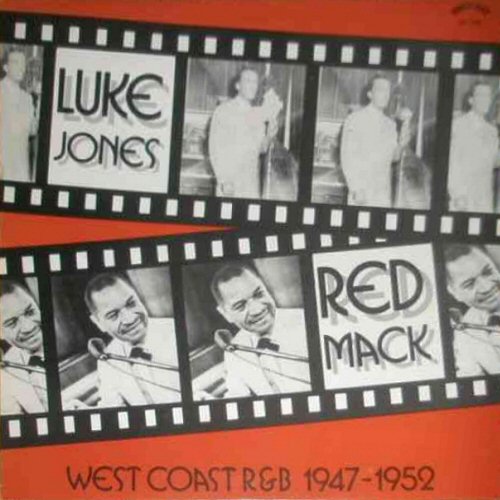 LUKE
JONES
RED
MACK
WEST COAST R&B 1947-1952